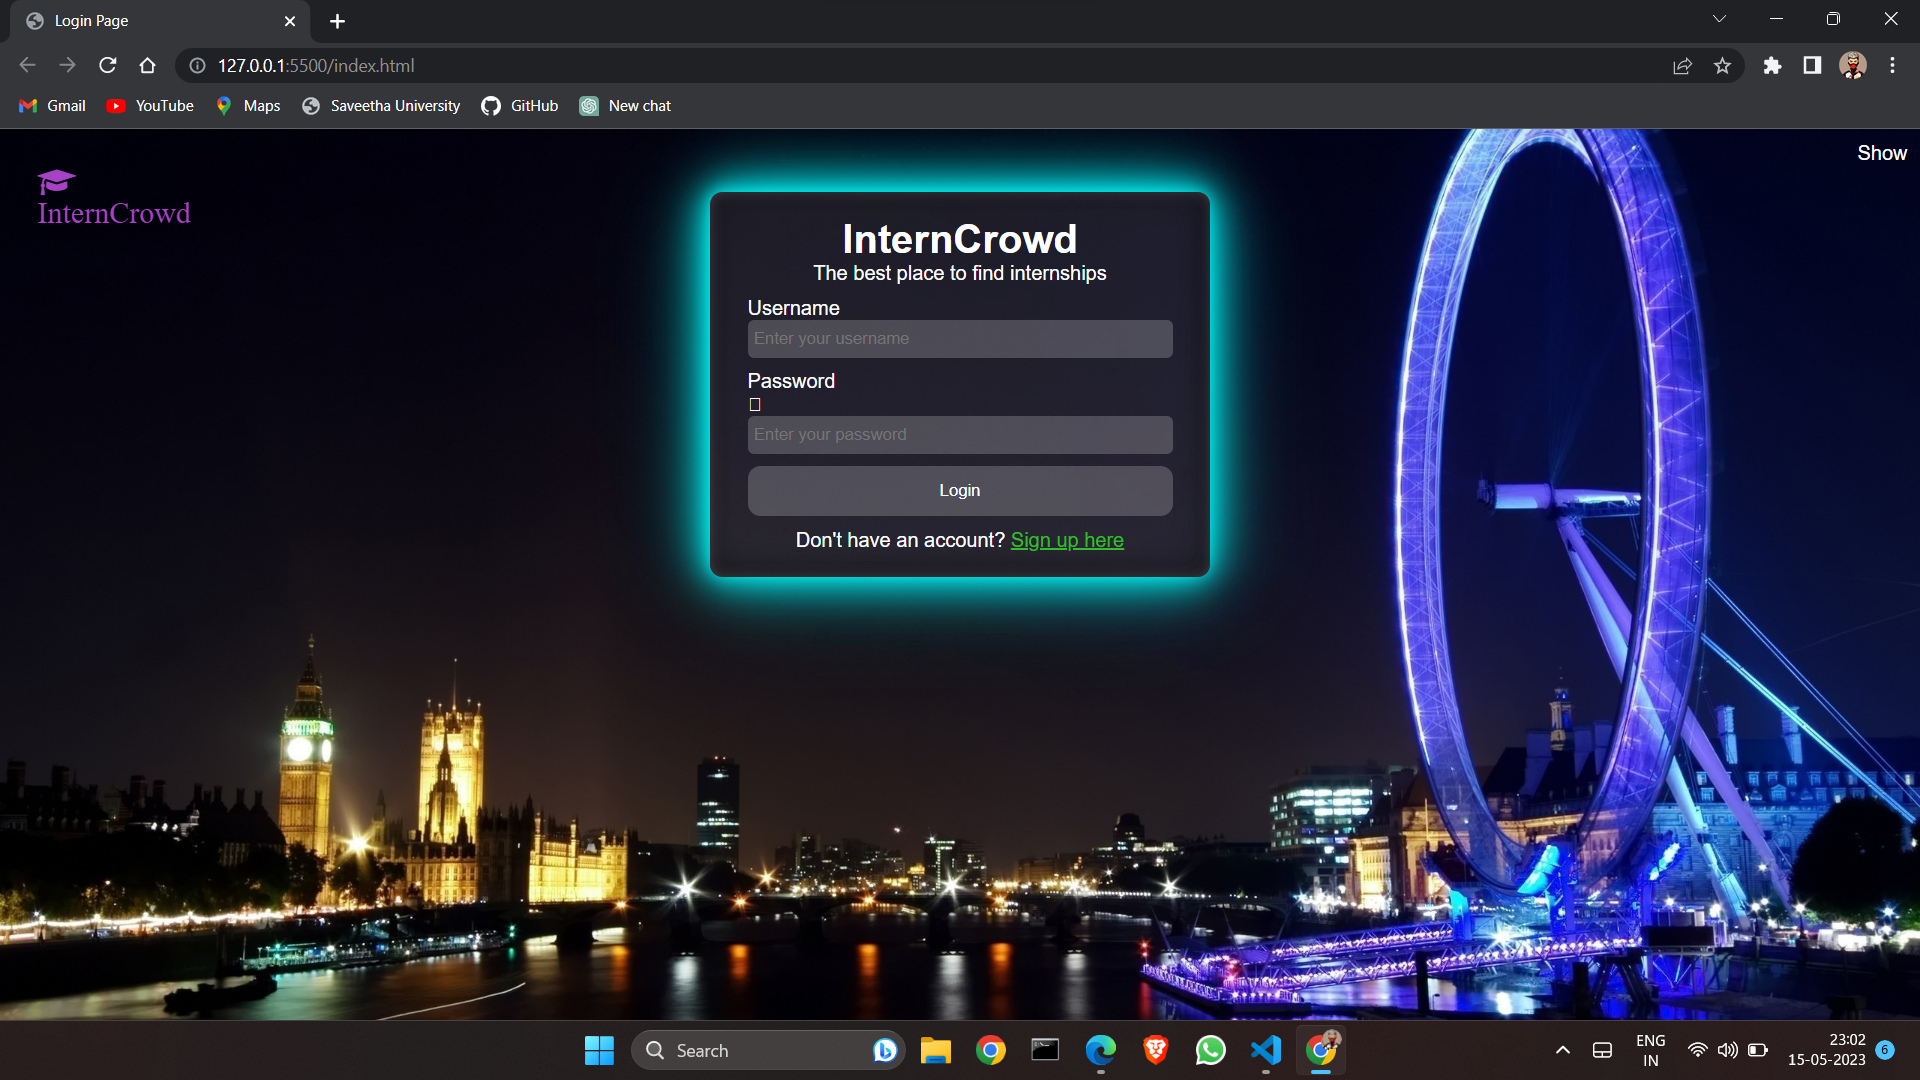 Login Page
127.0.0.1:5500/index.html
Gmail YouTube Maps Saveetha University GitHub New chat
Show
InternCrowd
InternCrowd
The best place to find internships
Username
Enter your username
Password
Enter your password
Login
Don't have an account? Sign up here
Search
ENG
IN
23:02
15-05-2023
6